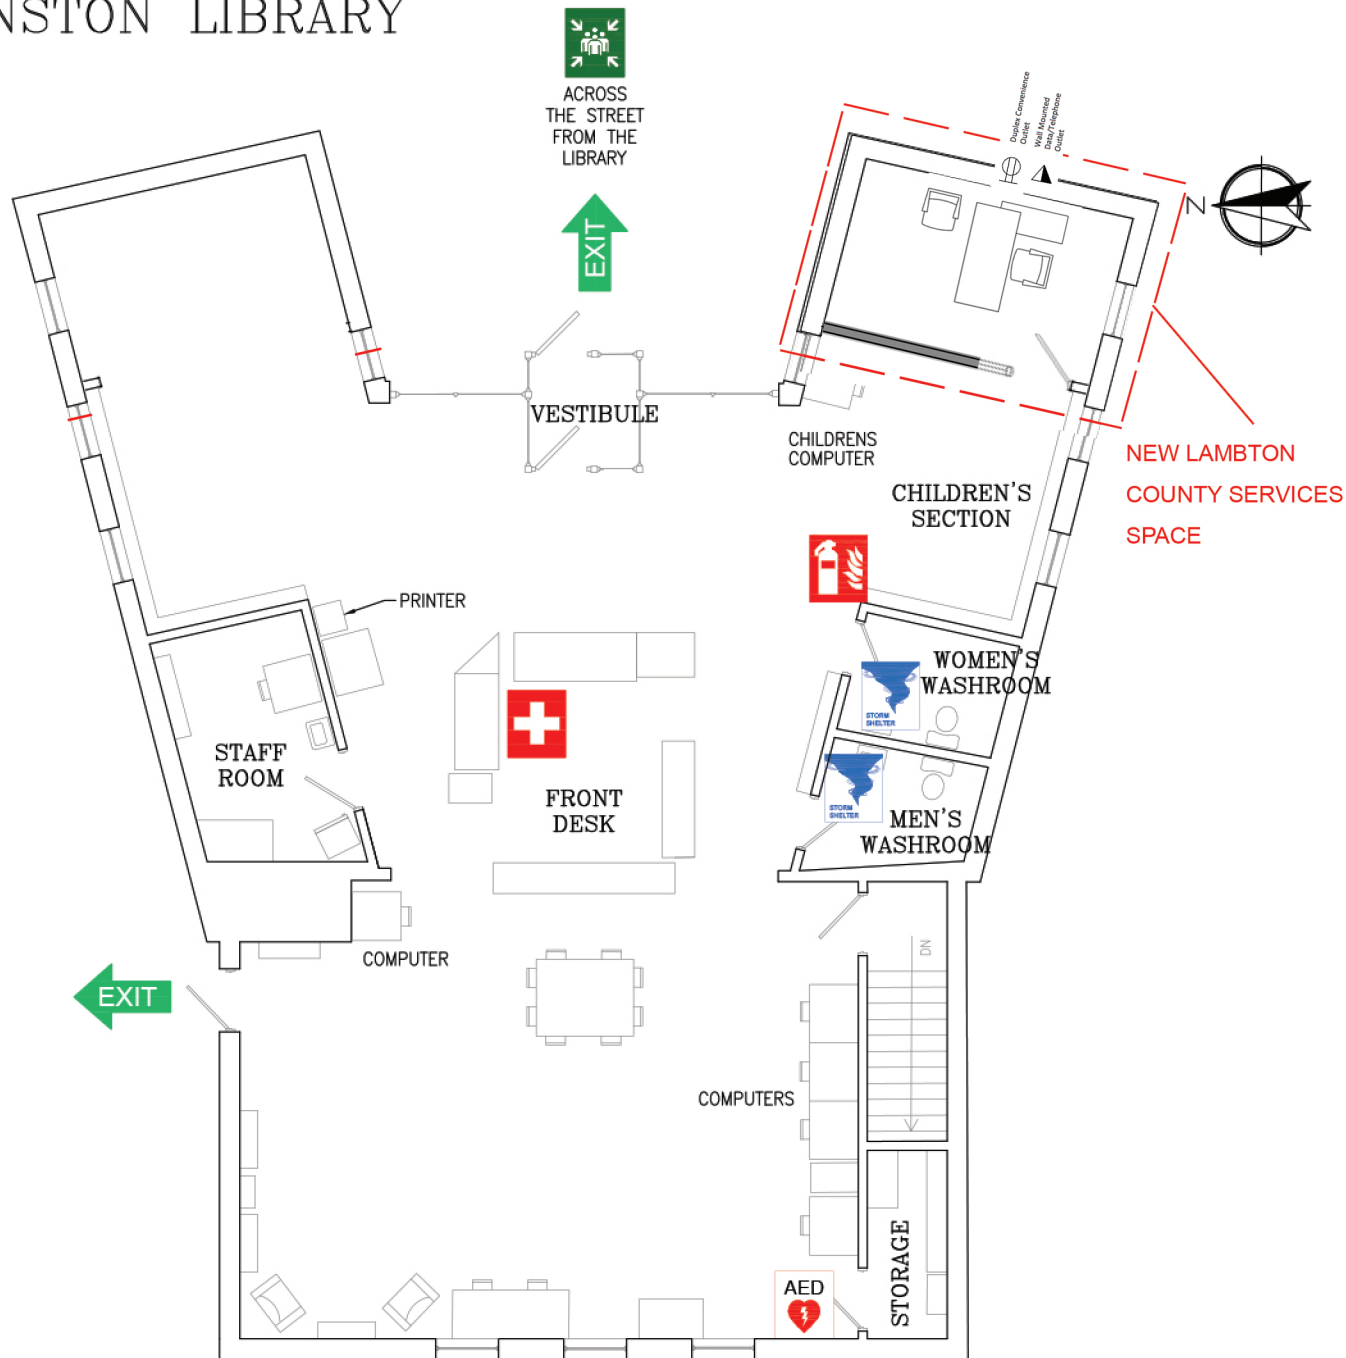 NSTON LIBRARY
ACROSS
THE STREET
FROM THE
LIBRARY
EXIT
Duplex Convenience
Outlet
Wall Mounted
Data/Telephone
Outlet
N
VESTIBULE
CHILDRENS
COMPUTER
CHILDREN'S
SECTION
NEW LAMBTON
COUNTY SERVICES
SPACE
PRINTER
WOMEN'S
WASHROOM
STORM
SHELTER
STAFF
ROOM
FRONT
DESK
STORM
SHELTER
MEN'S
WASHROOM
COMPUTER
DN
EXIT
COMPUTERS
STORAGE
AED